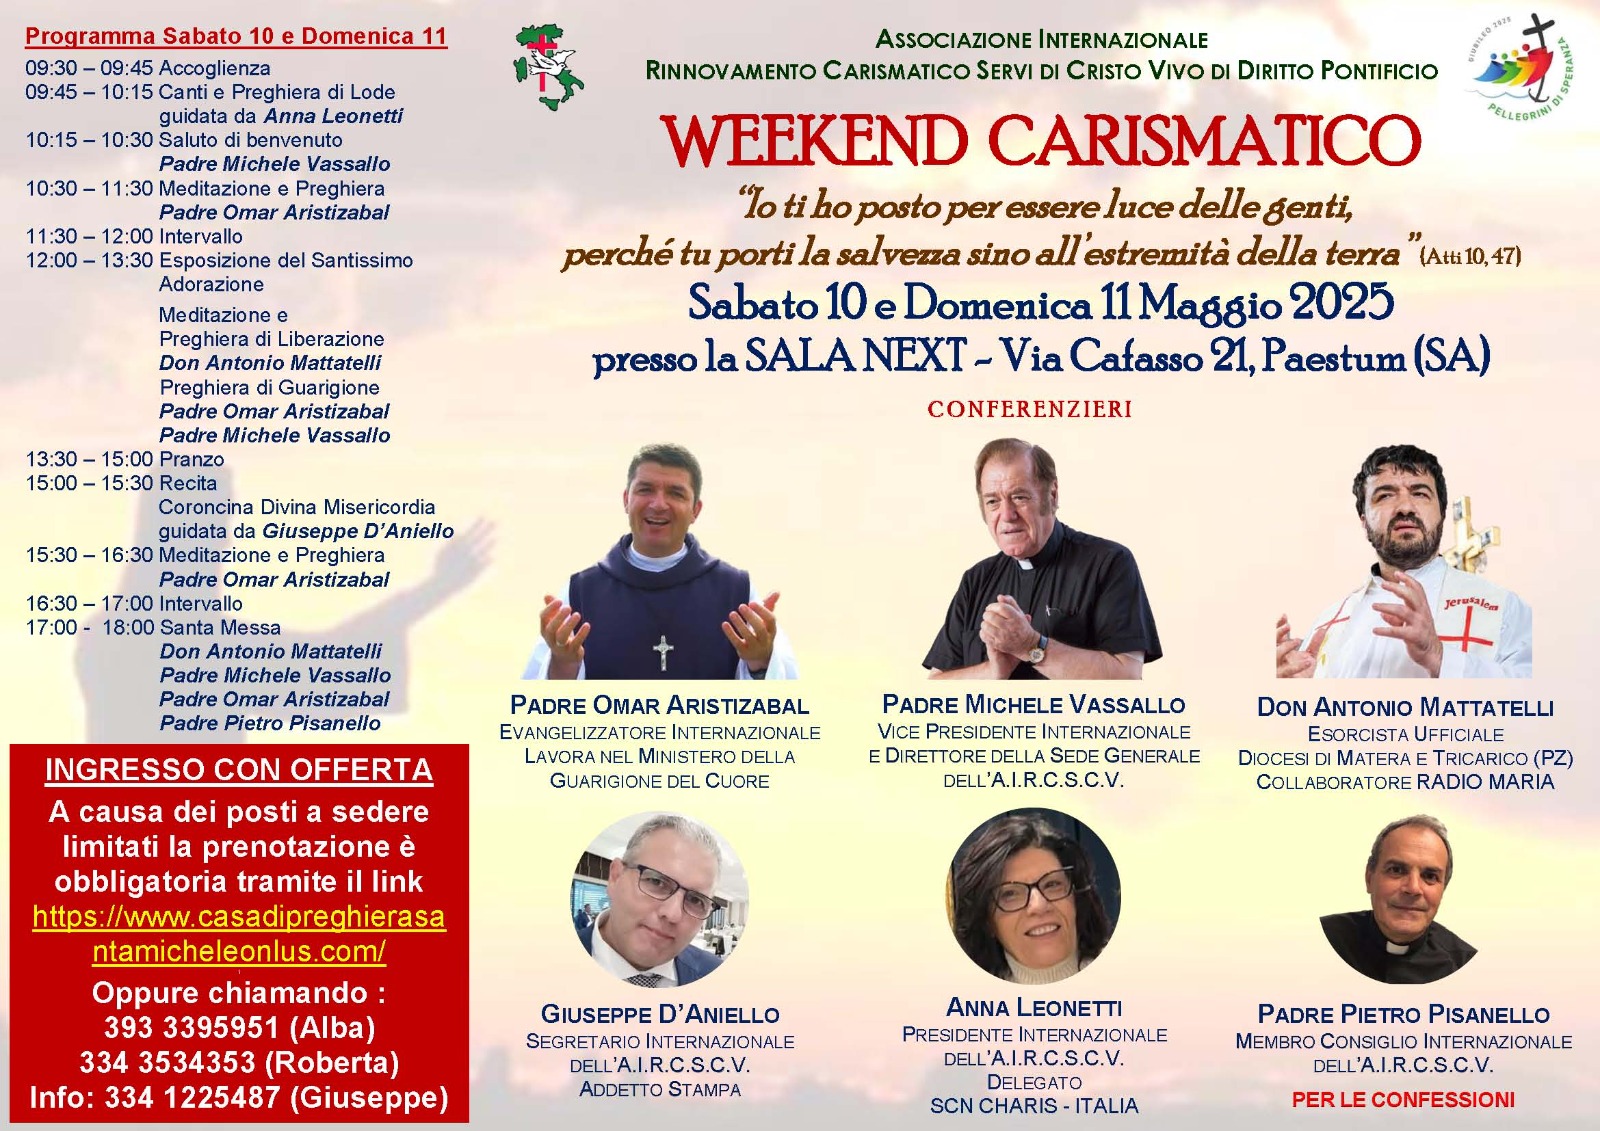 Programma Sabato 10 e Domenica 11
09:30 – 09:45 Accoglienza
09:45 – 10:15 Canti e Preghiera di Lode
guidata da Anna Leonetti
10:15 – 10:30 Saluto di benvenuto
Padre Michele Vassallo
10:30 – 11:30 Meditazione e Preghiera
Padre Omar Aristizabal
11:30 – 12:00 Intervallo
12:00 – 13:30 Esposizione del Santissimo
Adorazione
Meditazione e
Preghiera di Liberazione
Don Antonio Mattatelli
Preghiera di Guarigione
Padre Omar Aristizabal
Padre Michele Vassallo
13:30 – 15:00 Pranzo
15:00 – 15:30 Recita
Coroncina Divina Misericordia
guidata da Giuseppe D'Aniello
15:30 – 16:30 Meditazione e Preghiera
Padre Omar Aristizabal
16:30 – 17:00 Intervallo
17:00 - 18:00 Santa Messa
Don Antonio Mattatelli
Padre Michele Vassallo
Padre Omar Aristizabal
Padre Pietro Pisanello
INGRESSO CON OFFERTA
A causa dei posti a sedere
limitati la prenotazione è
obbligatoria tramite il link
https://www.casadipreghierasa
ntamicheleonlus.com/
Oppure chiamando :
393 3395951 (Alba)
334 3534353 (Roberta)
Info: 334 1225487 (Giuseppe)
ASSOCIAZIONE INTERNAZIONALE
RINNOVAMENTO CARISMATICO SERVI DI CRISTO VIVO DI DIRITTO PONTIFICIO
GIUBILEO 2025
PELLEGRINI DI SPERANZA
WEEKEND CARISMATICO
“Io ti ho posto per essere luce delle genti,
perché tu porti la salvezza sino all'estremità della terra” (Atti 10, 47)
Sabato 10 e Domenica 11 Maggio 2025
presso la SALA NEXT - Via Cafasso 21, Paestum (SA)
CONFERENZIERI
Jerusalem
PADRE OMAR ARISTIZABAL
EVANGELIZZATORE INTERNAZIONALE
LAVORA NEL MINISTERO DELLA
GUARIGIONE DEL CUORE
PADRE MICHELE VASSALLO
VICE PRESIDENTE INTERNAZIONALE
E DIRETTORE DELLA SEDE GENERALE
DELL'A.I.R.C.S.C.V.
DON ANTONIO MATTATELLI
ESORCISTA UFFICIALE
DIOCESI DI MATERA E TRICARICO (PZ)
COLLABORATORE RADIO MARIA
GIUSEPPE D'ANIELLO
SEGRETARIO INTERNAZIONALE
DELL'A.I.R.C.S.C.V.
ADDETTO STAMPA
ANNA LEONETTI
PRESIDENTE INTERNAZIONALE
DELL'A.I.R.C.S.C.V.
DELEGATO
SCN CHARIS - ITALIA
PADRE PIETRO PISANELLO
MEMBRO CONSIGLIO INTERNAZIONALE
DELL'A.I.R.C.S.C.V.
PER LE CONFESSIONI